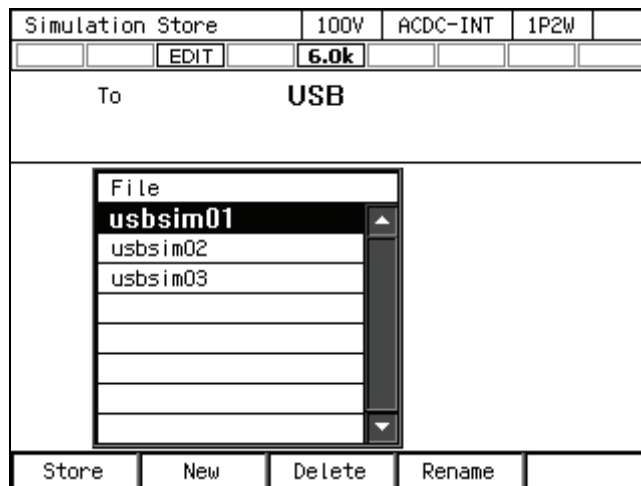 Simulation Store 100V ACDC-INT 1P2W
EDIT 6.0k
To USB
File
usbsim01
usbsim02
usbsim03
Store New Delete Rename